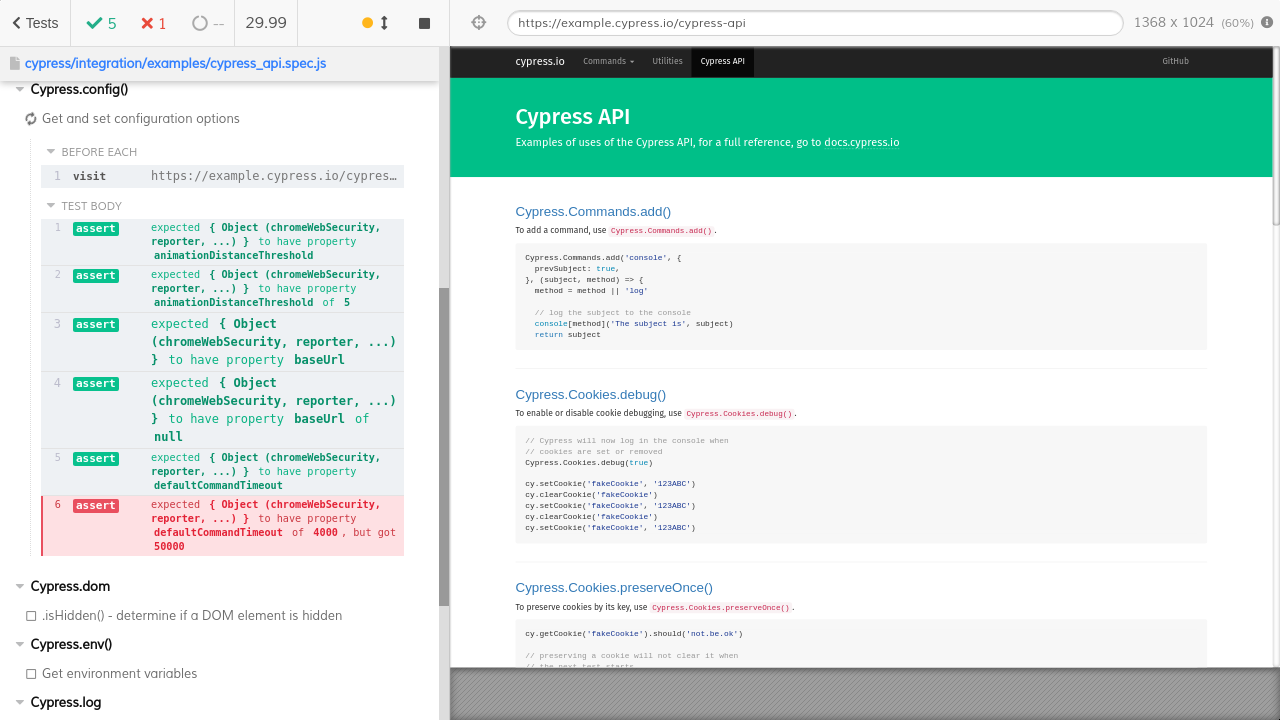 Tests 5 1 -- 29.99
cypress/integration/examples/cypress_api.spec.js
Cypress.config()
Get and set configuration options
BEFORE EACH
1 visit https://example.cypress.io/cypres…
TEST BODY
1 assert expected { Object (chromeWebSecurity,
reporter, ...) } to have property
animationDistanceThreshold
2 assert expected { Object (chromeWebSecurity,
reporter, ...) } to have property
animationDistanceThreshold of 5
3 assert expected { Object
(chromeWebSecurity, reporter, ...)
} to have property baseUrl
4 assert expected { Object
(chromeWebSecurity, reporter, ...)
} to have property baseUrl of
null
5 assert expected { Object (chromeWebSecurity,
reporter, ...) } to have property
defaultCommandTimeout
6 assert expected { Object (chromeWebSecurity,
reporter, ...) } to have property
defaultCommandTimeout of 4000, but got
50000
Cypress.dom
.isHidden() - determine if a DOM element is hidden
Cypress.env()
Get environment variables
Cypress.log
https://example.cypress.io/cypress-api 1368 x 1024 (60%)
cypress.io Commands Utilities Cypress API GitHub
Cypress API
Examples of uses of the Cypress API, for a full reference, go to docs.cypress.io
Cypress.Commands.add()
To add a command, use Cypress.Commands.add().
Cypress.Commands.add('console', {
prevSubject: true,
}, (subject, method) => {
method = method || 'log'
// log the subject to the console
console[method]('The subject is', subject)
return subject
Cypress.Cookies.debug()
To enable or disable cookie debugging, use Cypress.Cookies.debug().
// Cypress will now log in the console when
// cookies are set or removed
Cypress.Cookies.debug(true)
cy.setCookie('fakeCookie', '123ABC')
cy.clearCookie('fakeCookie')
cy.setCookie('fakeCookie', '123ABC')
cy.clearCookie('fakeCookie')
cy.setCookie('fakeCookie', '123ABC')
Cypress.Cookies.preserveOnce()
To preserve cookies by its key, use Cypress.Cookies.preserveOnce().
cy.getCookie('fakeCookie').should('not.be.ok')
// preserving a cookie will not clear it when
// the next test starts